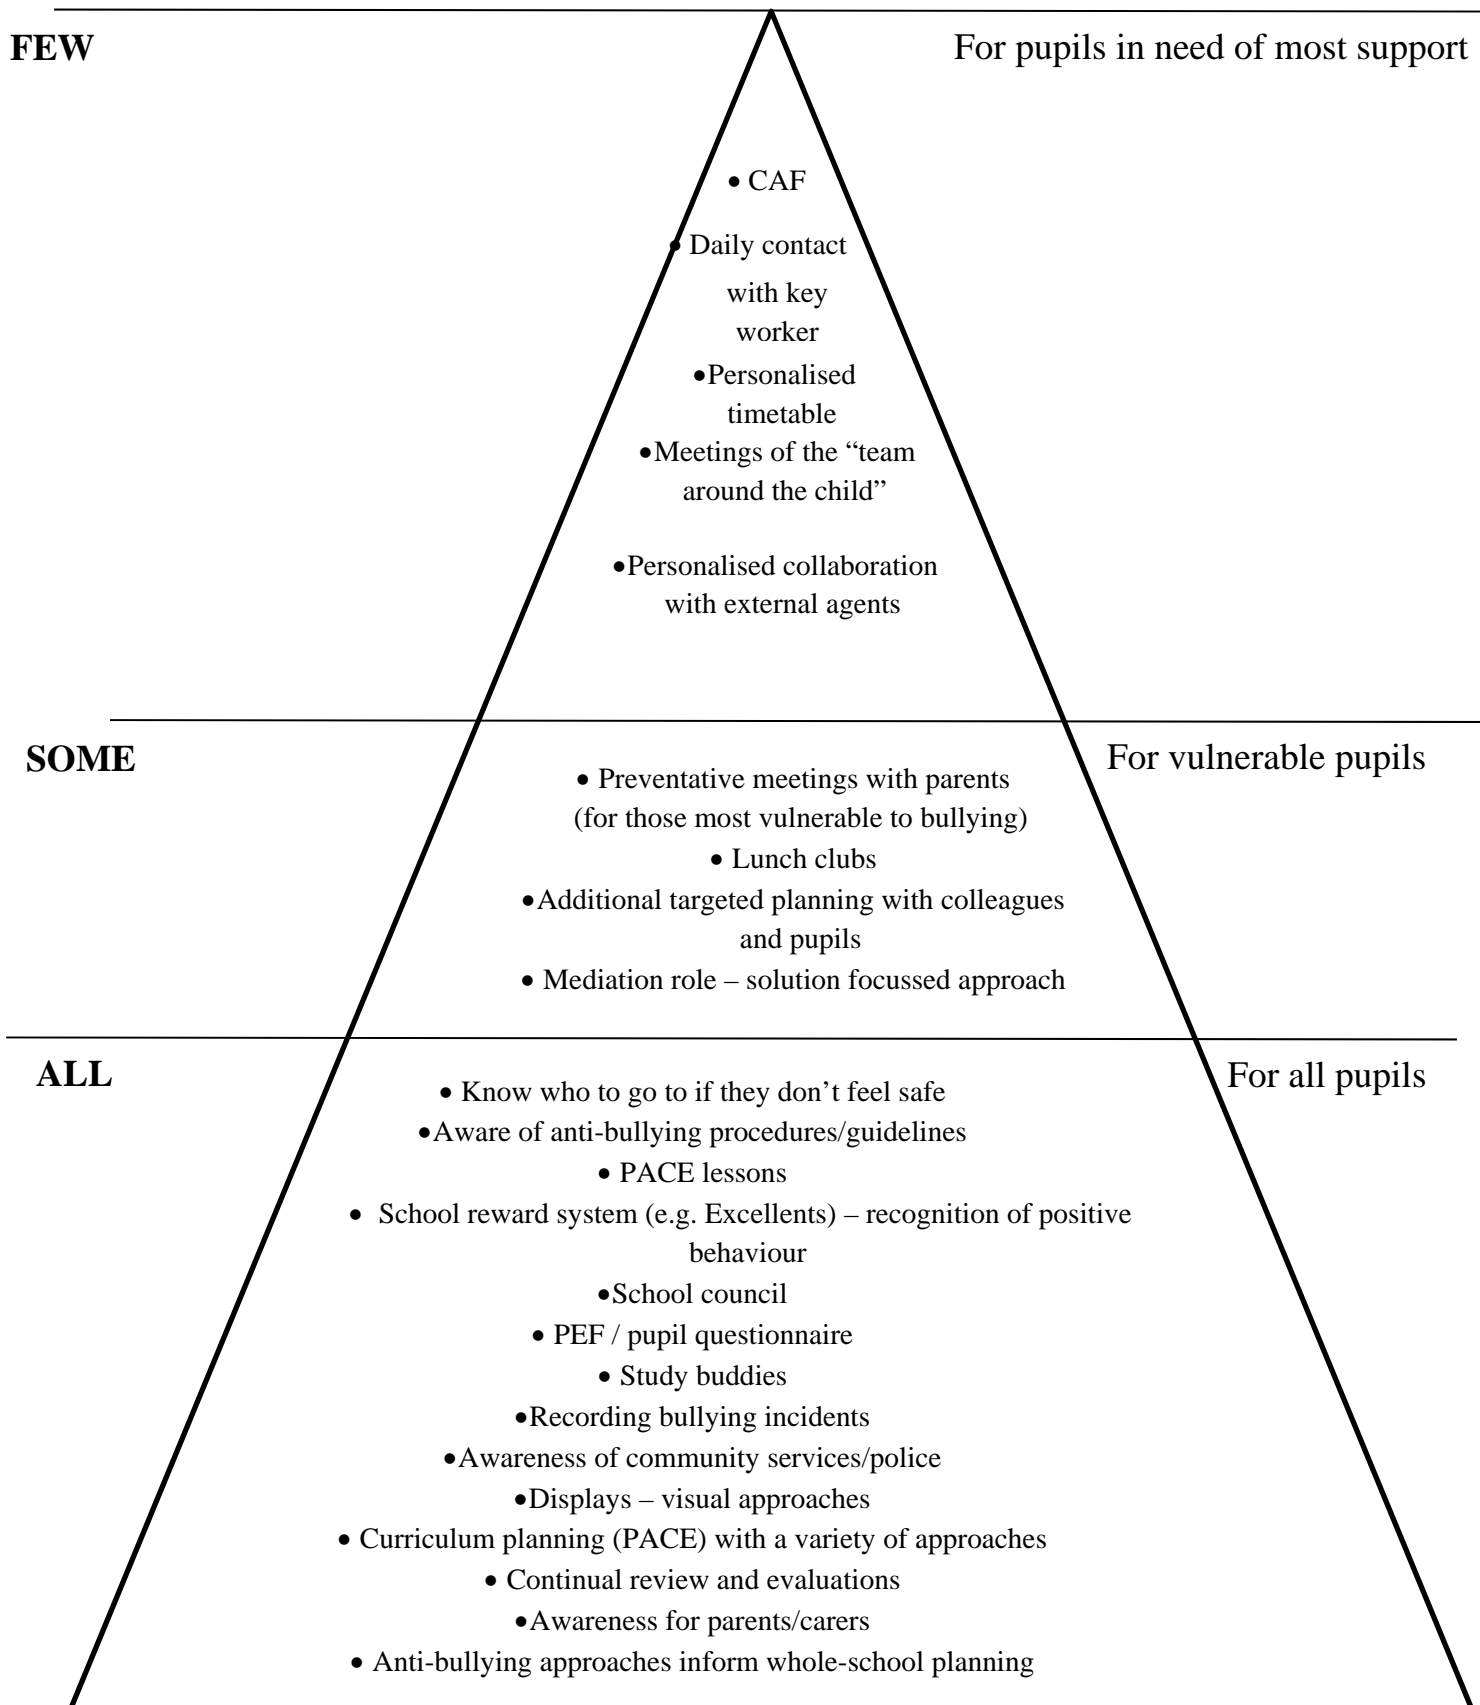 FEW
For pupils in need of most support
• CAF
• Daily contact
with key
worker
•Personalised
timetable
•Meetings of the “team
around the child”
•Personalised collaboration
with external agents
SOME
For vulnerable pupils
• Preventative meetings with parents
(for those most vulnerable to bullying)
• Lunch clubs
•Additional targeted planning with colleagues
and pupils
• Mediation role – solution focussed approach
ALL
For all pupils
• Know who to go to if they don’t feel safe
•Aware of anti-bullying procedures/guidelines
• PACE lessons
• School reward system (e.g. Excellents) – recognition of positive
behaviour
•School council
• PEF / pupil questionnaire
• Study buddies
•Recording bullying incidents
•Awareness of community services/police
•Displays – visual approaches
• Curriculum planning (PACE) with a variety of approaches
• Continual review and evaluations
•Awareness for parents/carers
• Anti-bullying approaches inform whole-school planning